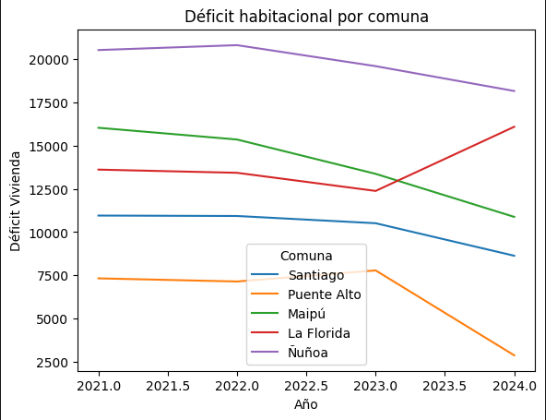 Déficit habitacional por comuna
Déficit Vivienda
20000
17500
15000
12500
10000
7500
5000
2500
Comuna
Santiago
Puente Alto
Maipú
La Florida
Ñuñoa
2021.0 2021.5 2022.0 2022.5 2023.0 2023.5 2024.0
Año